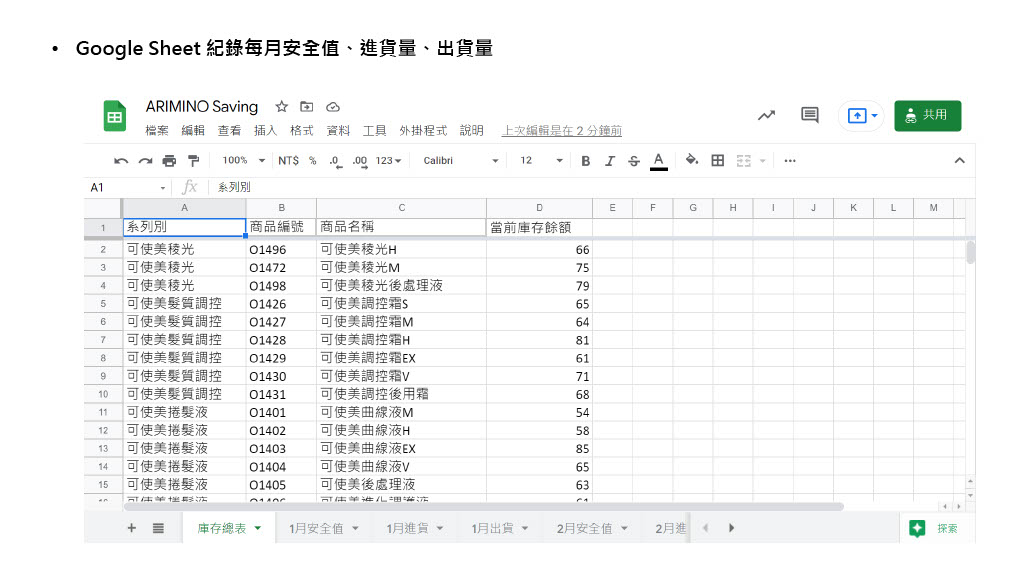 • Google Sheet 紀錄每月安全值、進貨量、出貨量
ARIMINO Saving
檔案 編輯 查看 插入 格式 資料 工具 外掛程式 說明 上次編輯是在 2 分鐘前
共用
100% NT$ % .0 .00 123 Calibri 12 B I S A ...
A1 fx 系列別
A B C D E F G H I J K L M
1 系列別 商品編號 商品名稱 當前庫存餘額
2 可使美稜光 O1496 可使美稜光H 66
3 可使美稜光 O1472 可使美稜光M 75
4 可使美稜光 O1498 可使美稜光後處理液 79
5 可使美髮質調控 O1426 可使美調控霜S 65
6 可使美髮質調控 O1427 可使美調控霜M 64
7 可使美髮質調控 O1428 可使美調控霜H 81
8 可使美髮質調控 O1429 可使美調控霜EX 61
9 可使美髮質調控 O1430 可使美調控霜V 71
10 可使美髮質調控 O1431 可使美調控後用霜 68
11 可使美捲髮液 O1401 可使美曲線液M 54
12 可使美捲髮液 O1402 可使美曲線液H 58
13 可使美捲髮液 O1403 可使美曲線液EX 85
14 可使美捲髮液 O1404 可使美曲線液V 65
15 可使美捲髮液 O1405 可使美後處理液 63
庫存總表 1月安全值 1月進貨 1月出貨 2月安全值 2月進 探索